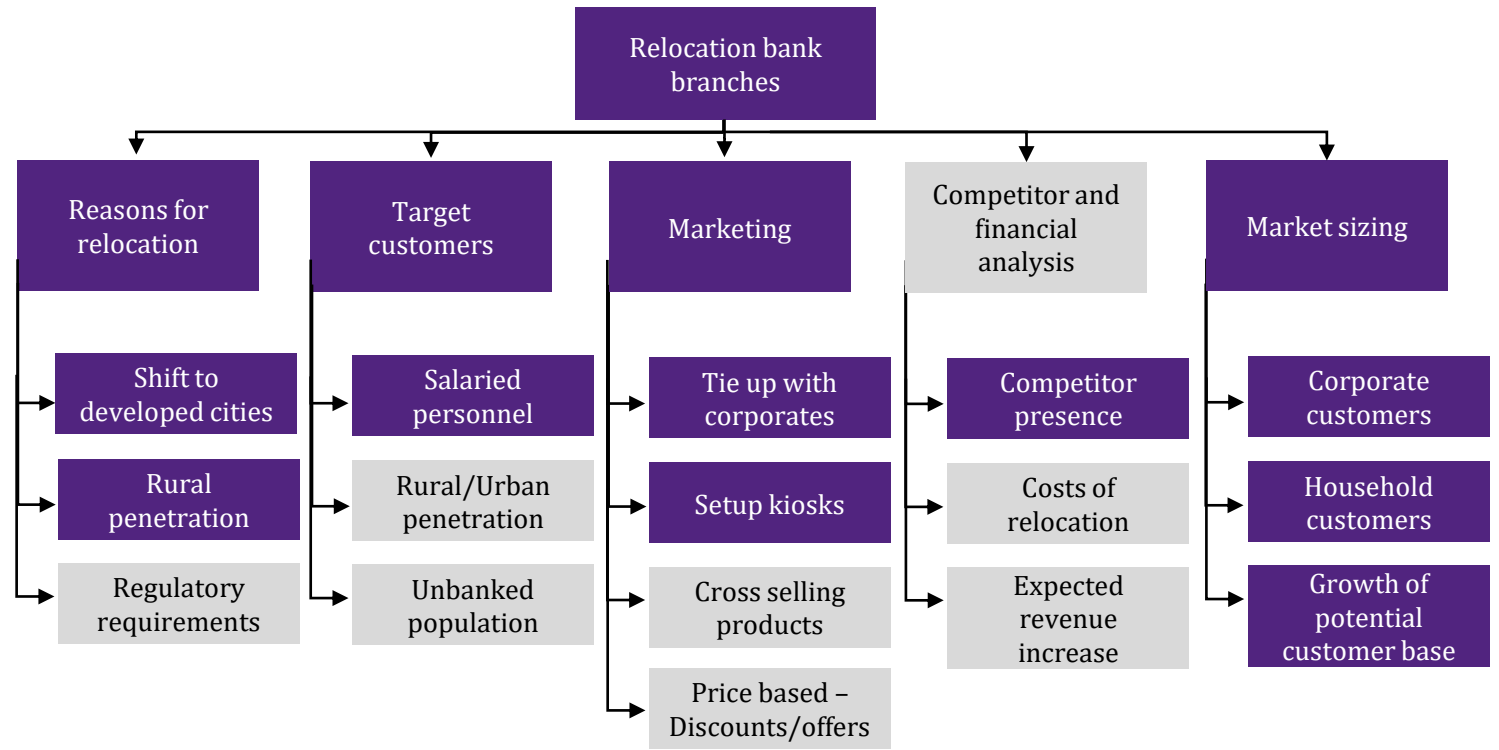 Relocation bank
branches
Reasons for
relocation
Target
customers
Marketing
Competitor and
financial
analysis
Market sizing
Shift to
developed cities
Rural
penetration
Regulatory
requirements
Salaried
personnel
Rural/Urban
penetration
Unbanked
population
Tie up with
corporates
Setup kiosks
Cross selling
products
Price based –
Discounts/offers
Competitor
presence
Costs of
relocation
Expected
revenue
increase
Corporate
customers
Household
customers
Growth of
potential
customer base